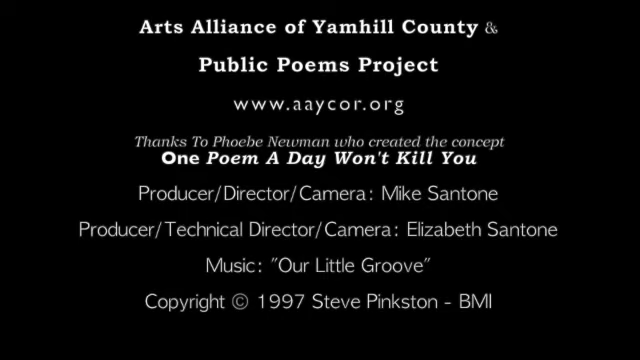 Arts Alliance of Yamhill County &
Public Poems Project
www.aaycor.org
Thanks To Phoebe Newman who created the concept
One Poem A Day Won't Kill You
Producer/Director/Camera: Mike Santone
Producer/Technical Director/Camera: Elizabeth Santone
Music: "Our Little Groove"
Copyright © 1997 Steve Pinkston - BMI